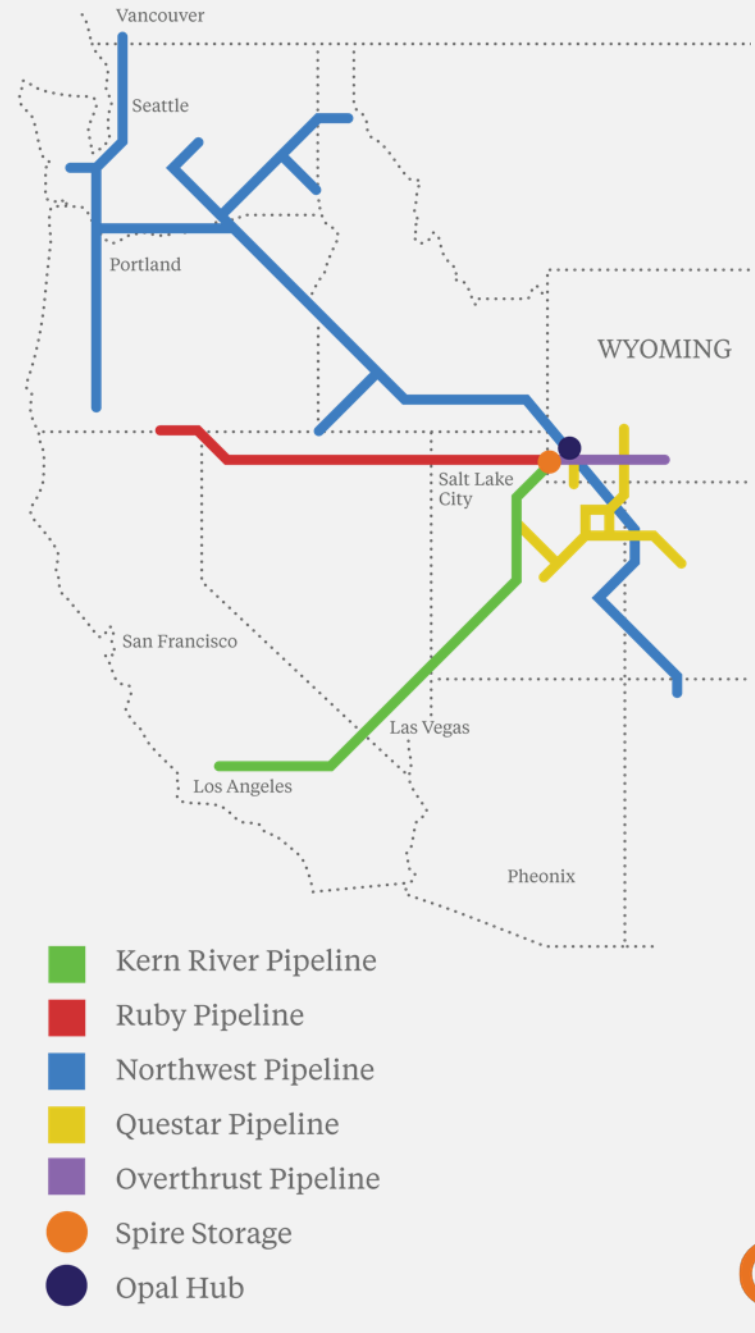 Vancouver
Seattle
Portland
WYOMING
Salt Lake
City
San Francisco
Las Vegas
Los Angeles
Pheonix
Kern River Pipeline
Ruby Pipeline
Northwest Pipeline
Questar Pipeline
Overthrust Pipeline
Spire Storage
Opal Hub